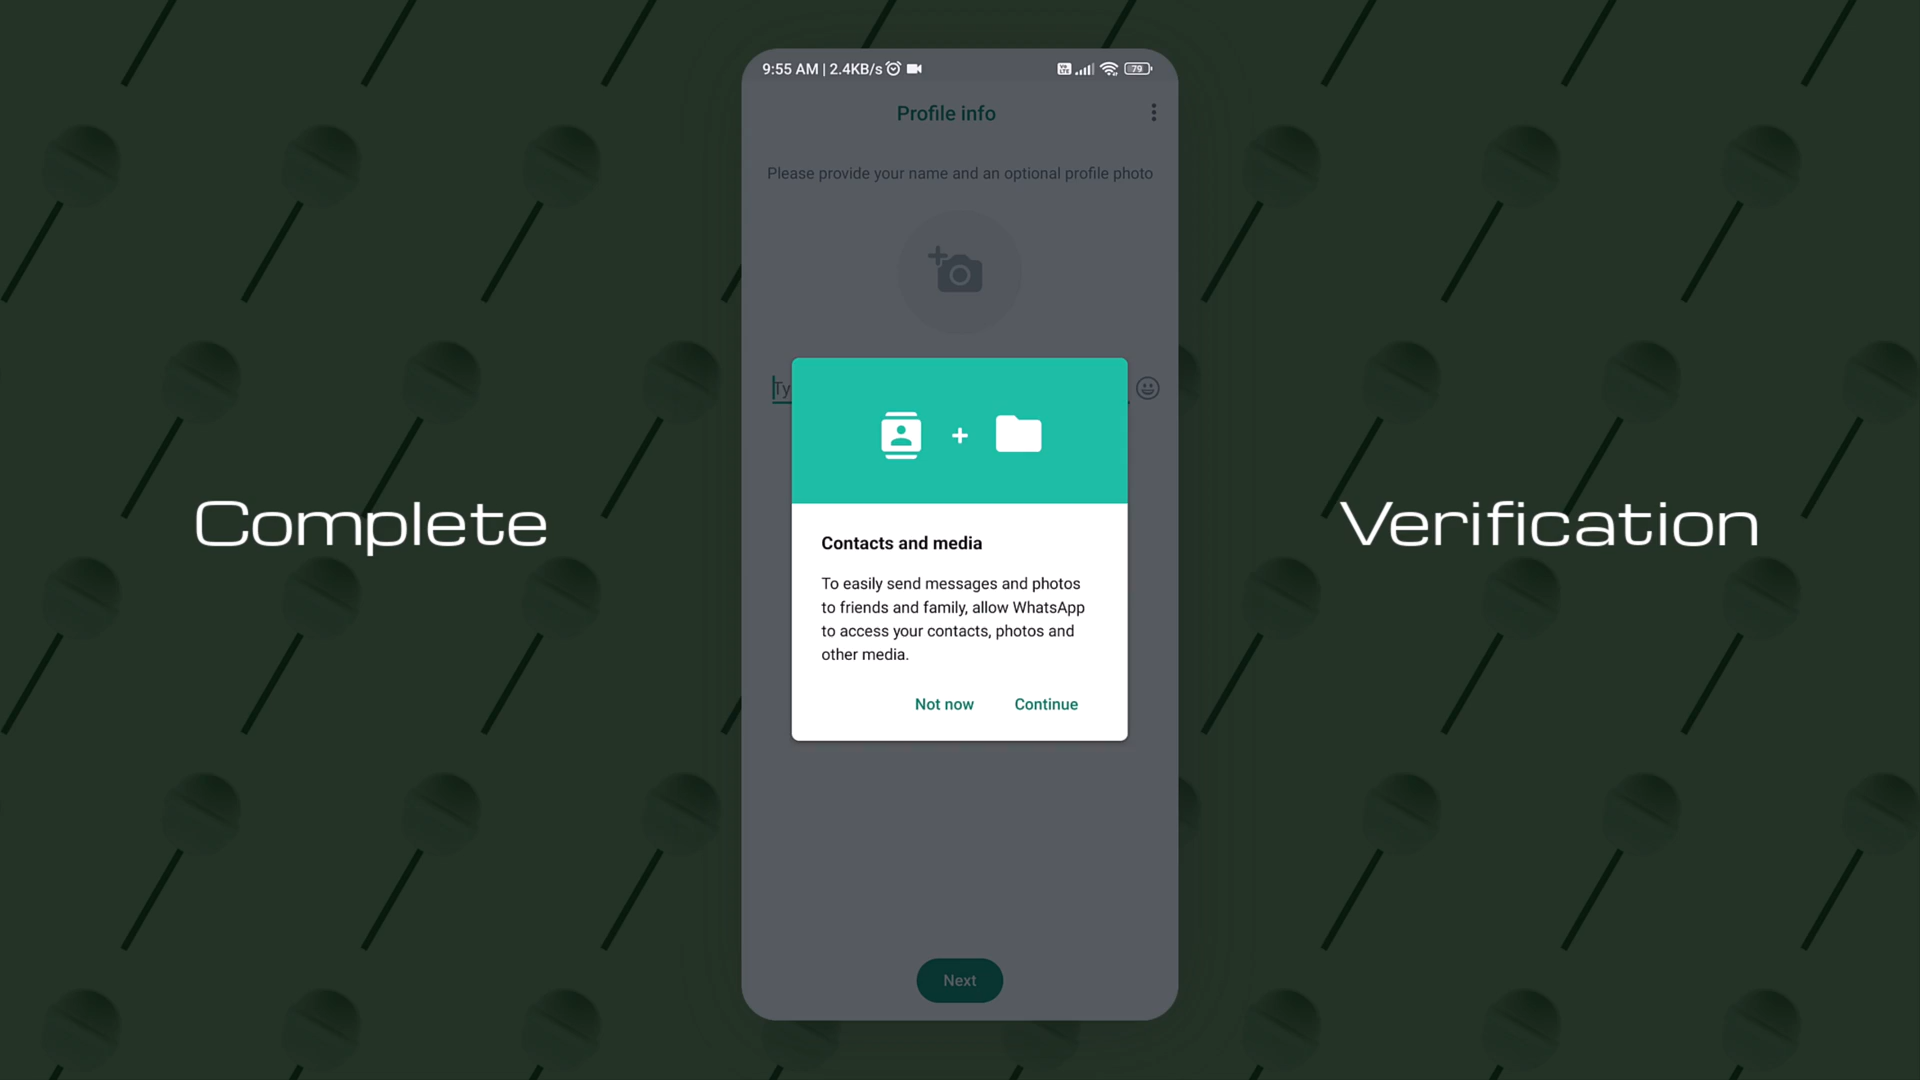 9:55 AM | 2.4KB/s
79
Profile info
Please provide your name and an optional profile photo
Ty
Complete
Verification
Contacts and media
To easily send messages and photos
to friends and family, allow WhatsApp
to access your contacts, photos and
other media.
Not now
Continue
Next